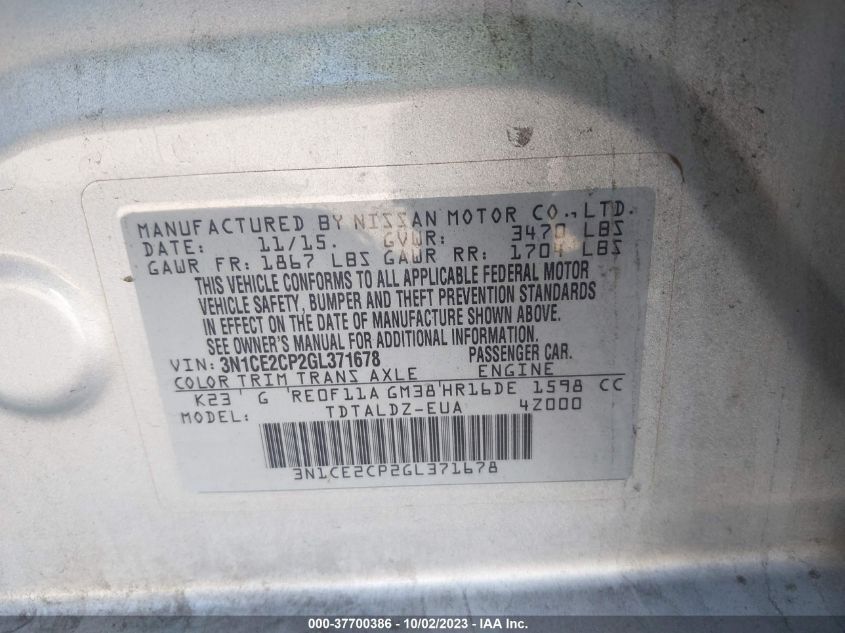 MANUFACTURED BY NISSAN MOTOR CO., LTD.
DATE: 11/15. GVWR: 3470 LBS
GAWR FR: 1867 LBS GAWR RR: 1704 LBS
THIS VEHICLE CONFORMS TO ALL APPLICABLE FEDERAL MOTOR
VEHICLE SAFETY, BUMPER AND THEFT PREVENTION STANDARDS
IN EFFECT ON THE DATE OF MANUFACTURE SHOWN ABOVE.
SEE OWNER'S MANUAL FOR ADDITIONAL INFORMATION.
VIN: 3N1CE2CP2GL371678 PASSENGER CAR.
COLOR TRIM TRANS AXLE ENGINE
K23' G 'RE0F11A GM38'HR16DE 1598 CC
MODEL: TDTALDZ-EUA 4Z000
3N1CE2CP2GL371678
000-37700386 - 10/02/2023 - IAA Inc.